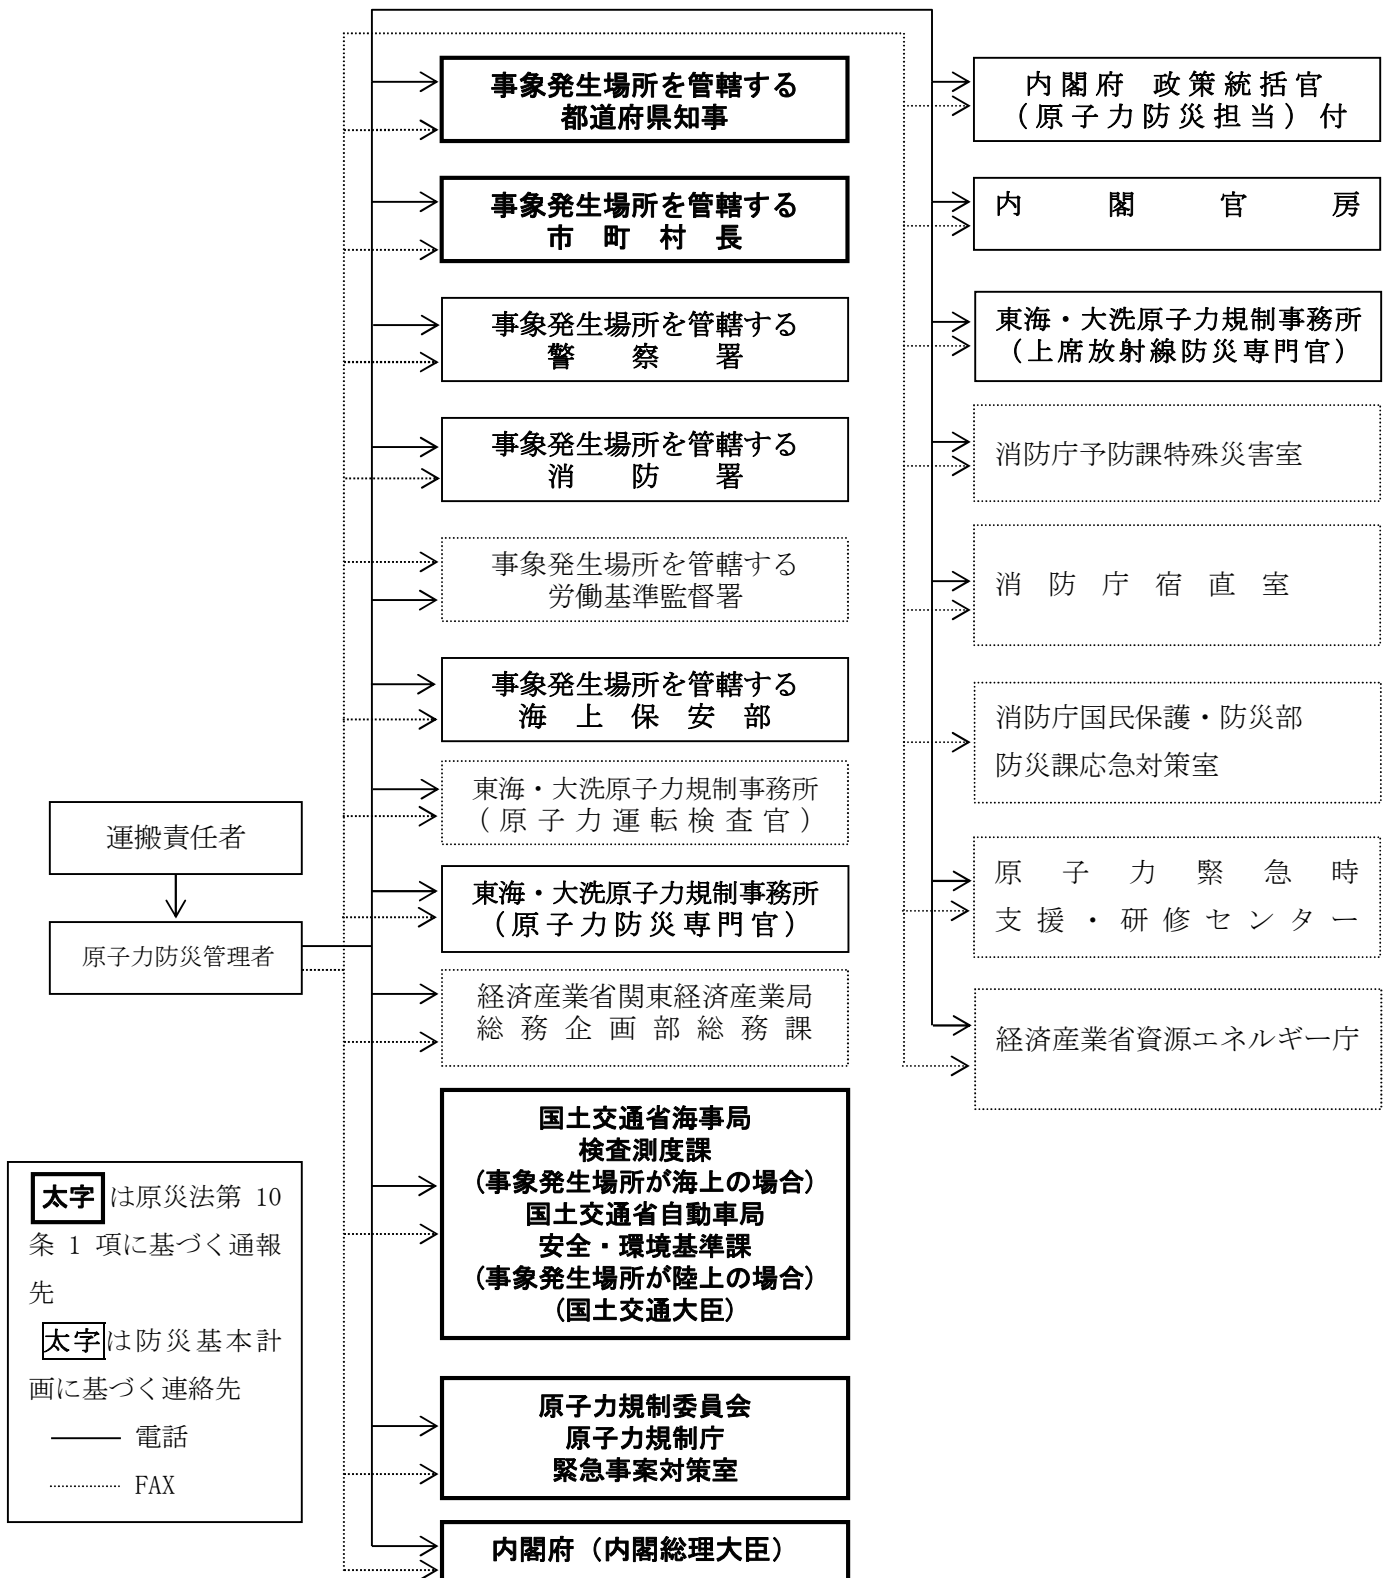 事象発生場所を管轄する
都道府県知事
事象発生場所を管轄する
市町村長
事象発生場所を管轄する
警察署
事象発生場所を管轄する
消防署
事象発生場所を管轄する
労働基準監督署
事象発生場所を管轄する
海上保安部
東海・大洗原子力規制事務所
（原子力運転検査官）
東海・大洗原子力規制事務所
（原子力防災専門官）
経済産業省関東経済産業局
総務企画部総務課
国土交通省海事局
検査測度課
(事象発生場所が海上の場合)
国土交通省自動車局
安全・環境基準課
(事象発生場所が陸上の場合)
(国土交通大臣)
原子力規制委員会
原子力規制庁
緊急事案対策室
内閣府（内閣総理大臣）
内閣府 政策統括官
（原子力防災担当）付
内閣官房
東海・大洗原子力規制事務所
（上席放射線防災専門官）
消防庁予防課特殊災害室
消防庁宿直室
消防庁国民保護・防災部
防災課応急対策室
原子力緊急時
支援・研修センター
経済産業省資源エネルギー庁
運搬責任者
原子力防災管理者
太字は原災法第 10
条 1 項に基づく通報
先
太字は防災基本計
画に基づく連絡先
電話
FAX